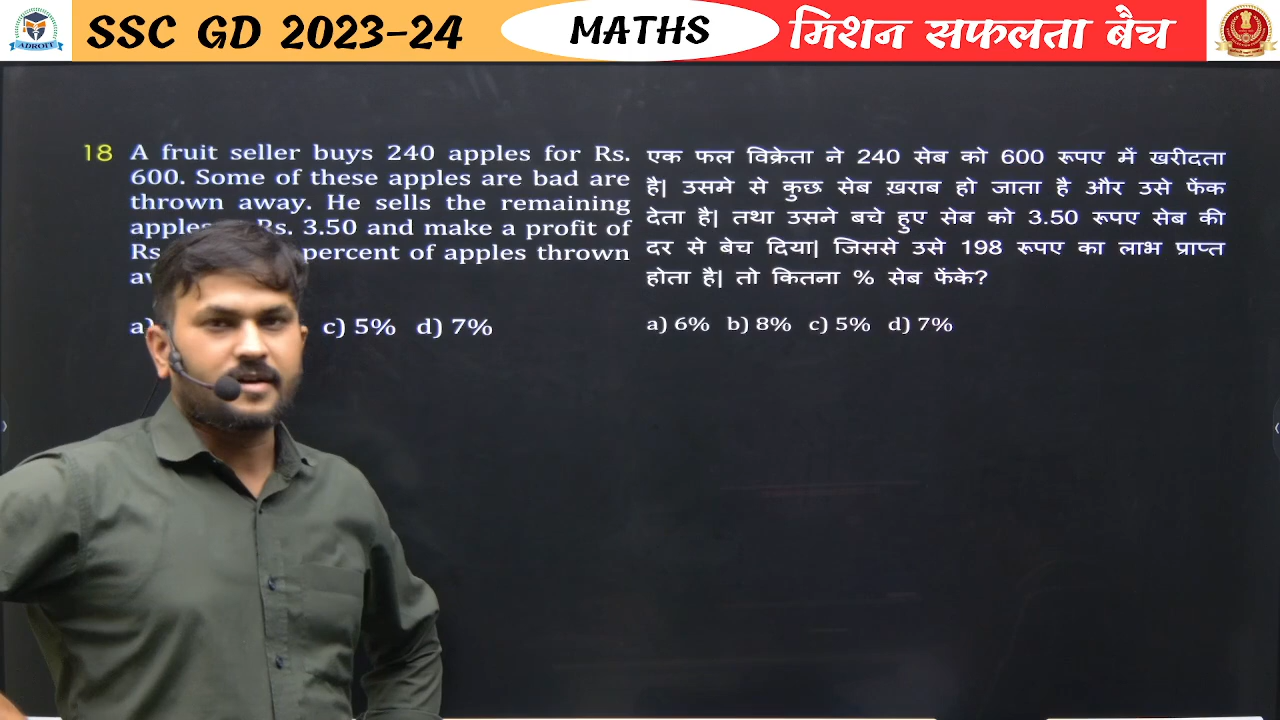 ADROIT
SSC GD 2023-24
MATHS
मिशन सफलता बैच
18 A fruit seller buys 240 apples for Rs.
600. Some of these apples are bad are
thrown away. He sells the remaining
apples Rs. 3.50 and make a profit of
Rs percent of apples thrown
a) c) 5% d) 7%
एक फल विक्रेता ने 240 सेब को 600 रूपए में खरीदता
है| उसमे से कुछ सेब ख़राब हो जाता है और उसे फेंक
देता है| तथा उसने बचे हुए सेब को 3.50 रूपए सेब की
दर से बेच दिया| जिससे उसे 198 रूपए का लाभ प्राप्त
होता है| तो कितना % सेब फेंके?
a) 6% b) 8% c) 5% d) 7%